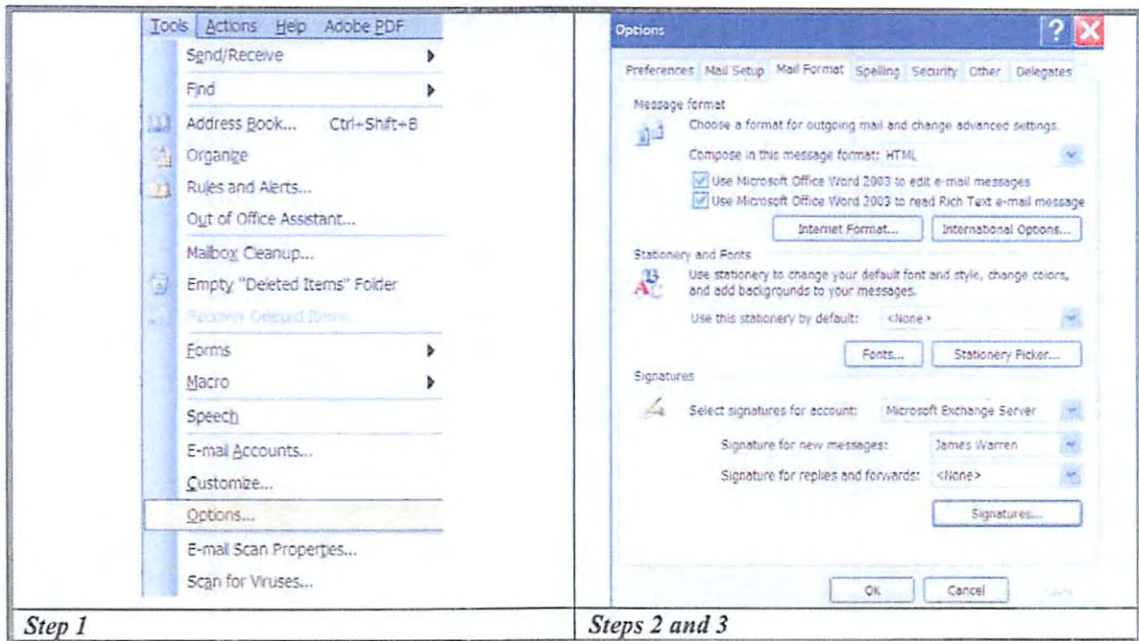 Tools Actions Help Adobe PDF
Send/Receive
Find
Address Book... Ctrl+Shift+B
Organize
Rules and Alerts...
Out of Office Assistant...
Mailbox Cleanup...
Empty "Deleted Items" Folder
Recover Deleted Items...
Forms
Macro
Speech
E-mail Accounts...
Customize...
Options...
E-mail Scan Properties...
Scan for Viruses...
Step 1
Options
Preferences Mail Setup Mail Format Spelling Security Other Delegates
Message format
Choose a format for outgoing mail and change advanced settings.
Compose in this message format: HTML
Use Microsoft Office Word 2003 to edit e-mail messages
Use Microsoft Office Word 2003 to read Rich Text e-mail message
Internet Format... International Options...
Stationery and Fonts
Use stationery to change your default font and style, change colors,
and add backgrounds to your messages.
Use this stationery by default: <None>
Fonts... Stationery Picker...
Signatures
Select signatures for account: Microsoft Exchange Server
Signature for new messages: James Warren
Signature for replies and forwards: <None>
Signatures...
OK Cancel
Steps 2 and 3